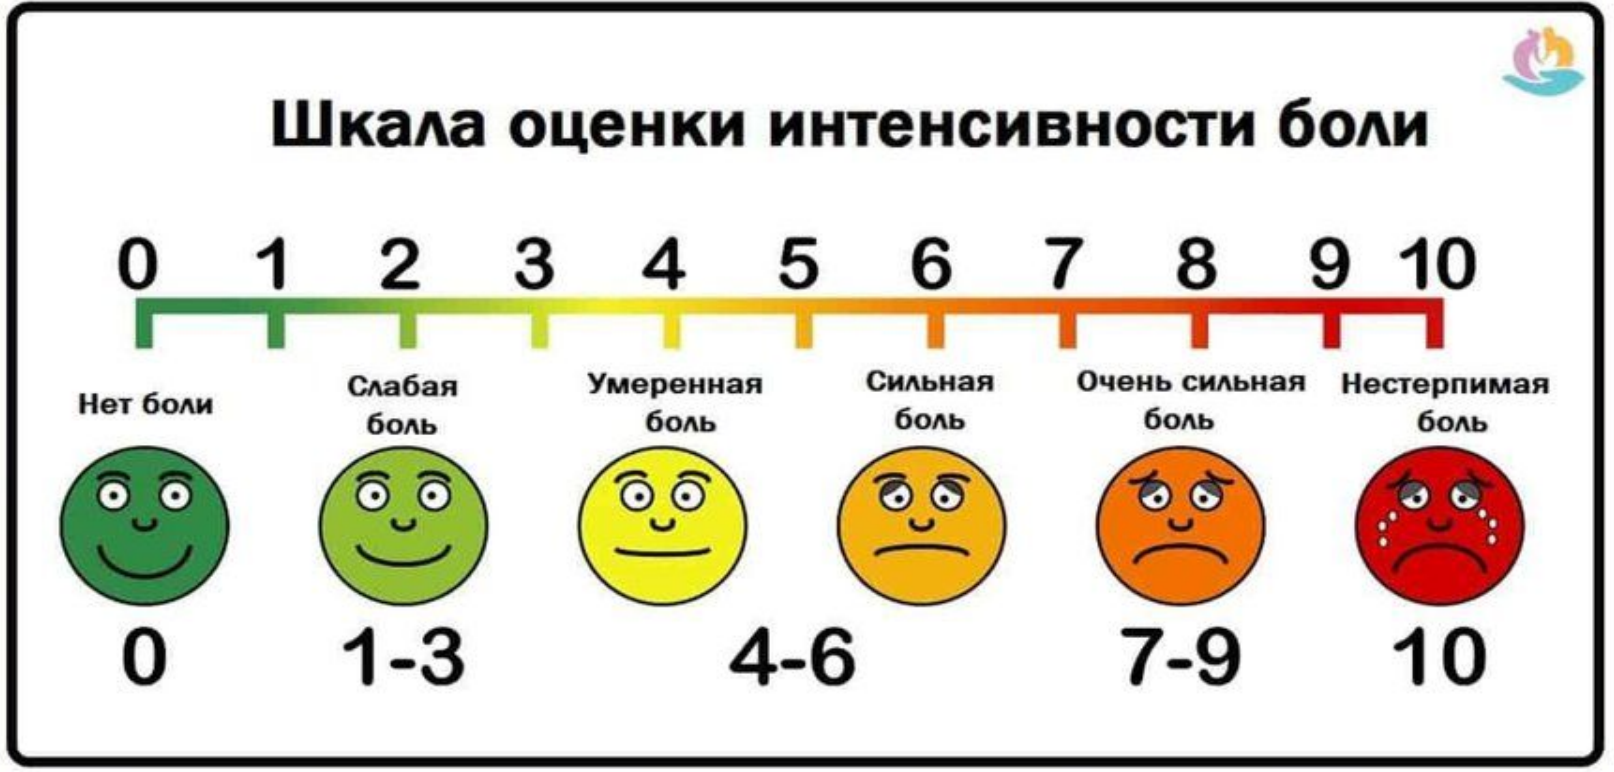 Шкала оценки интенсивности боли
0 1 2 3 4 5 6 7 8 9 10
Нет боли
Слабая
боль
Умеренная
боль
Сильная
боль
Очень сильная
боль
Нестерпимая
боль
0 1-3 4-6 7-9 10